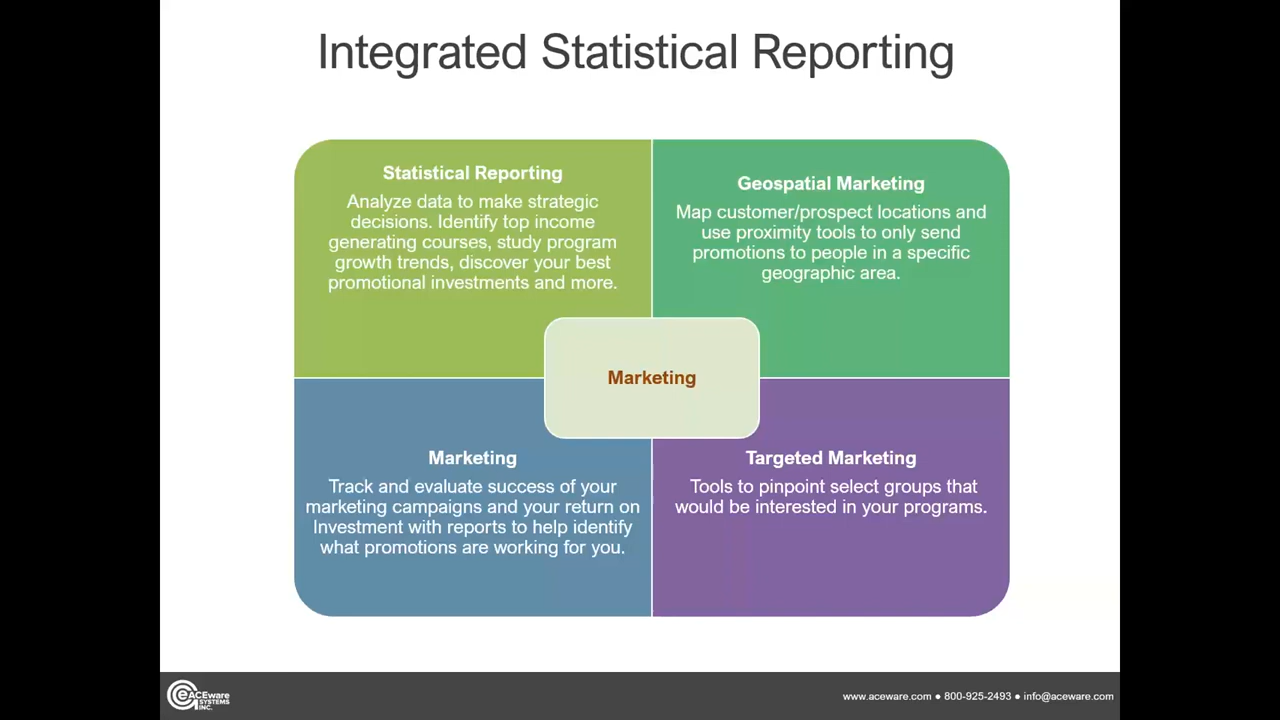 Integrated Statistical Reporting
Statistical Reporting
Analyze data to make strategic
decisions. Identify top income
generating courses, study program
growth trends, discover your best
promotional investments and more.
Geospatial Marketing
Map customer/prospect locations and
use proximity tools to only send
promotions to people in a specific
geographic area.
Marketing
Marketing
Track and evaluate success of your
marketing campaigns and your return on
Investment with reports to help identify
what promotions are working for you.
Targeted Marketing
Tools to pinpoint select groups that
would be interested in your programs.
ACEware
SYSTEMS
INC.
www.aceware.com ● 800-925-2493 ● info@aceware.com